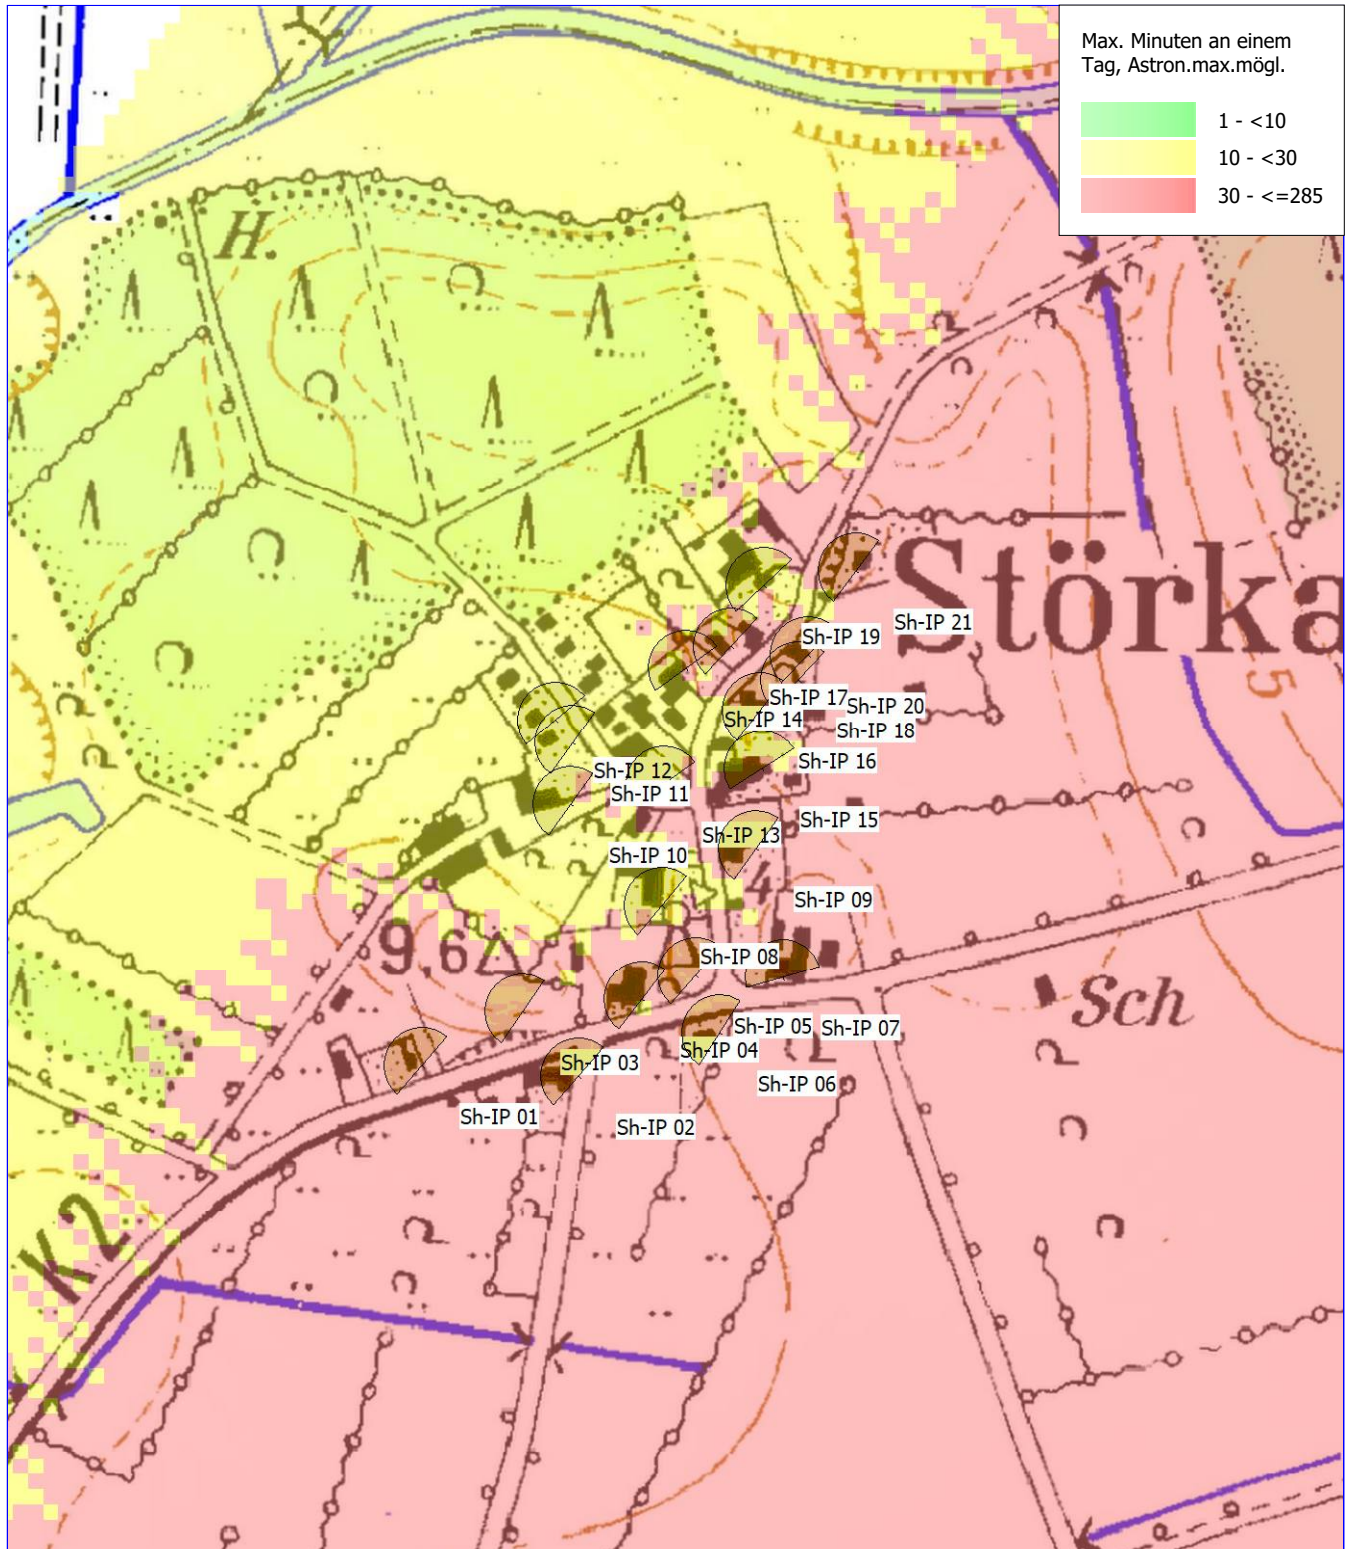 Max. Minuten an einem
Tag, Astron.max.mögl.
1 - <10
10 - <30
30 - <=285
H.
Störka
Sh-IP 21
Sh-IP 19
5
Sh-IP 17
Sh-IP 20
Sh-IP 14
Sh-IP 18
Sh-IP 16
Sh-IP 12
Sh-IP 11
Sh-IP 15
Sh-IP 13
Sh-IP 10
4
Sh-IP 09
9,6
Sh-IP 08
Sch
Sh-IP 05
Sh-IP 07
Sh-IP 04
Sh-IP 03
Sh-IP 06
Sh-IP 01
Sh-IP 02
K2